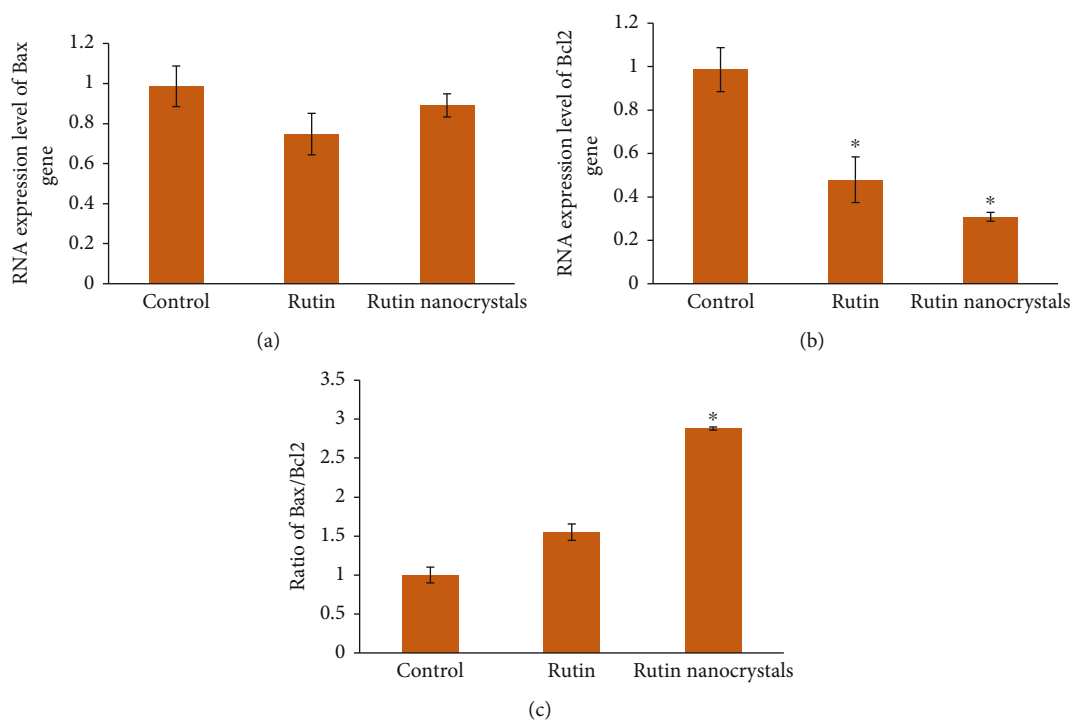 RNA expression level of Bax
gene
1.2
1
0.8
0.6
0.4
0.2
0
Control Rutin Rutin nanocrystals
(a)
RNA expression level of Bcl2
gene
1.2
1
0.8
0.6
0.4
0.2
0
*
*
Control Rutin Rutin nanocrystals
(b)
Ratio of Bax/Bcl2
3.5
3
2.5
2
1.5
1
0.5
0
*
Control Rutin Rutin nanocrystals
(c)